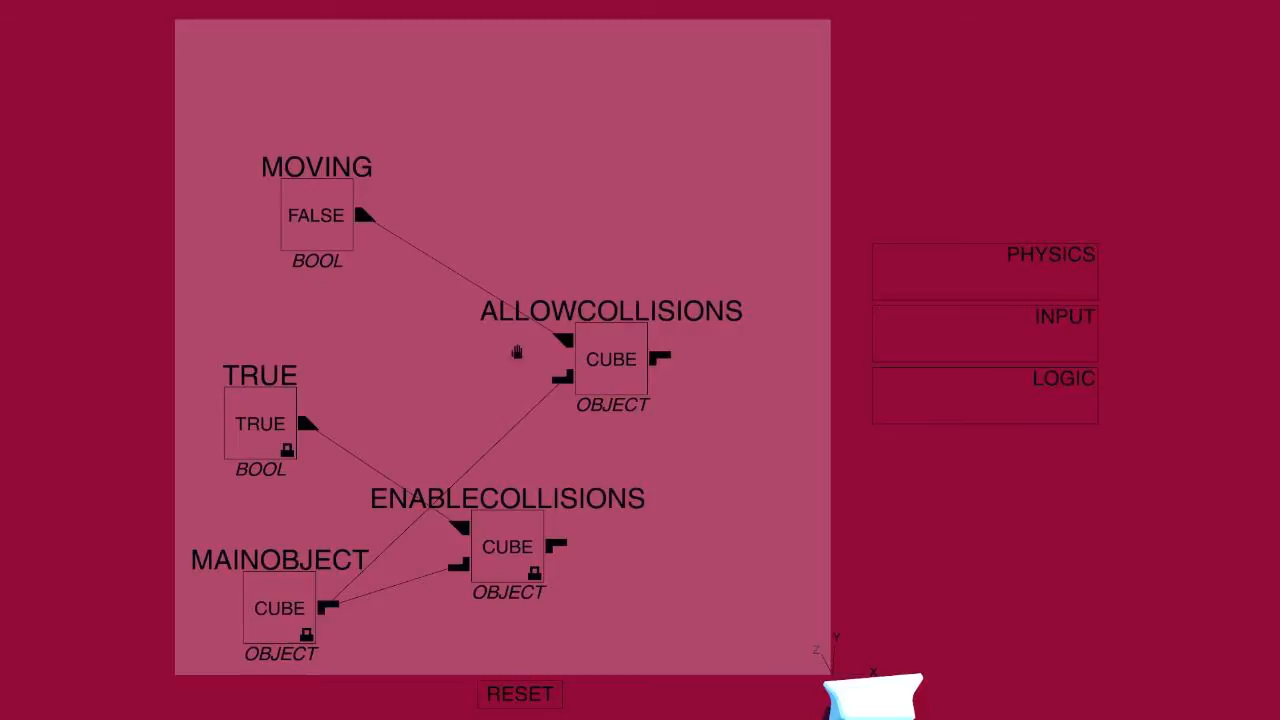 MOVING
FALSE
BOOL
PHYSICS
INPUT
LOGIC
ALLOWCOLLISIONS
CUBE
OBJECT
TRUE
TRUE
BOOL
ENABLECOLLISIONS
CUBE
OBJECT
MAINOBJECT
CUBE
OBJECT
Y
Z
X
RESET